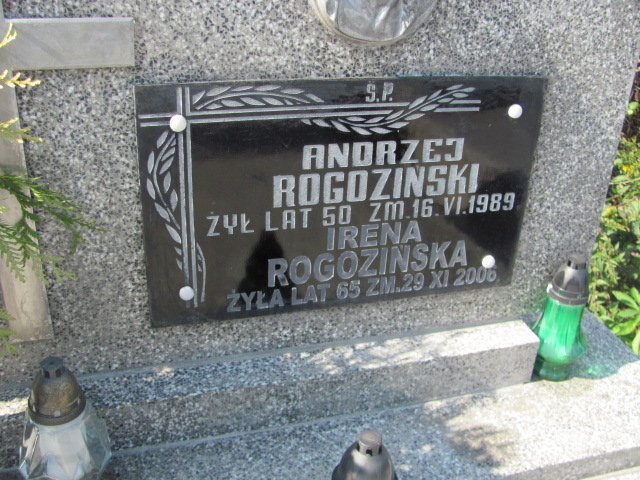 Ś.P.
ANDRZEJ
ROGOZIŃSKI
ŻYŁ LAT 50 ZM.16.VI.1989
IRENA
ROGOZIŃSKA
ŻYŁA LAT 65 ZM.29 XI 2006